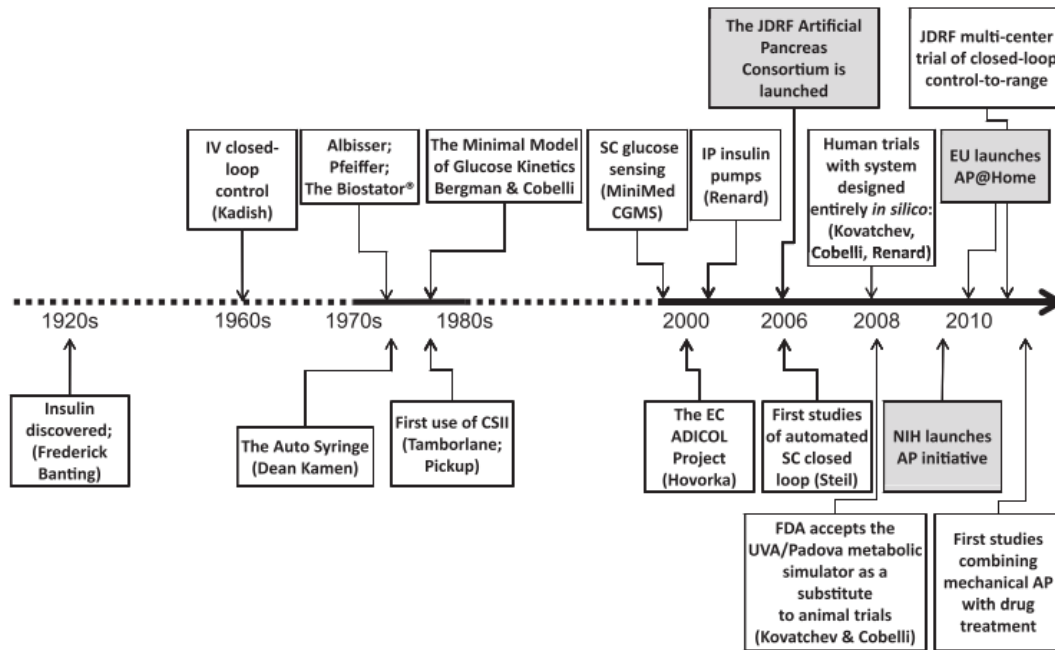 The JDRF Artificial
Pancreas
Consortium is
launched
JDRF multi-center
trial of closed-loop
control-to-range
IV closed-
loop
control
(Kadish)
Albisser;
Pfeiffer;
The Biostator®
The Minimal Model
of Glucose Kinetics
Bergman & Cobelli
SC glucose
sensing
(MiniMed
CGMS)
IP insulin
pumps
(Renard)
Human trials
with system
designed
entirely in silico:
(Kovatchev,
Cobelli, Renard)
EU launches
AP@Home
1920s
1960s
1970s
1980s
2000
2006
2008
2010
Insulin
discovered;
(Frederick
Banting)
The Auto Syringe
(Dean Kamen)
First use of CSII
(Tamborlane;
Pickup)
The EC
ADICOL
Project
(Hovorka)
First studies
of automated
SC closed
loop (Steil)
NIH launches
AP initiative
FDA accepts the
UVA/Padova metabolic
simulator as a
substitute
to animal trials
(Kovatchev & Cobelli)
First studies
combining
mechanical AP
with drug
treatment